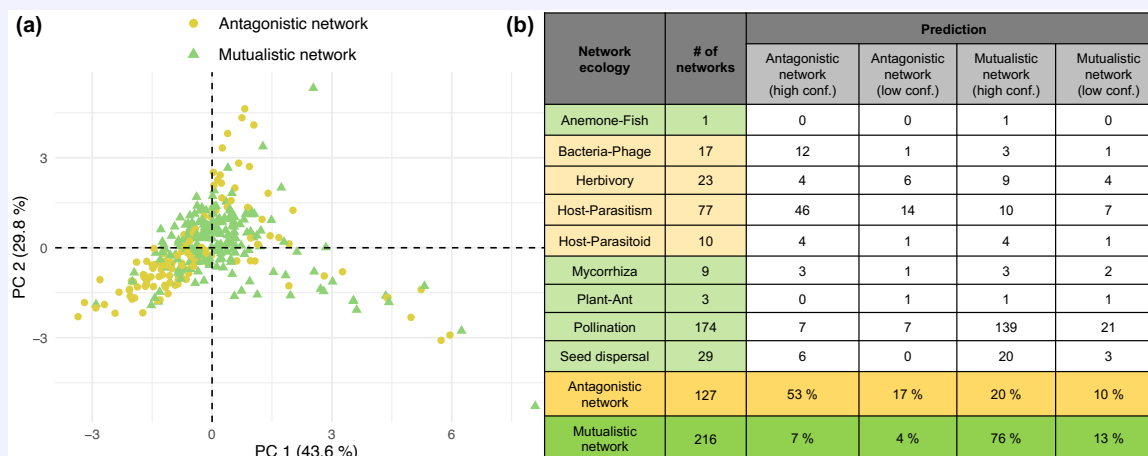 (a)
Antagonistic network
Mutualistic network
PC 2 (29.8 %)
3
0
−3
−3
0
3
6
PC 1 (43.6 %)
(b)
Network
ecology
# of
networks
Prediction
Antagonistic
network
(high conf.)
Antagonistic
network
(low conf.)
Mutualistic
network
(high conf.)
Mutualistic
network
(low conf.)
Anemone-Fish 1 0 0 1 0
Bacteria-Phage 17 12 1 3 1
Herbivory 23 4 6 9 4
Host-Parasitism 77 46 14 10 7
Host-Parasitoid 10 4 1 4 1
Mycorrhiza 9 3 1 3 2
Plant-Ant 3 0 1 1 1
Pollination 174 7 7 139 21
Seed dispersal 29 6 0 20 3
Antagonistic
network 127 53 % 17 % 20 % 10 %
Mutualistic
network 216 7 % 4 % 76 % 13 %